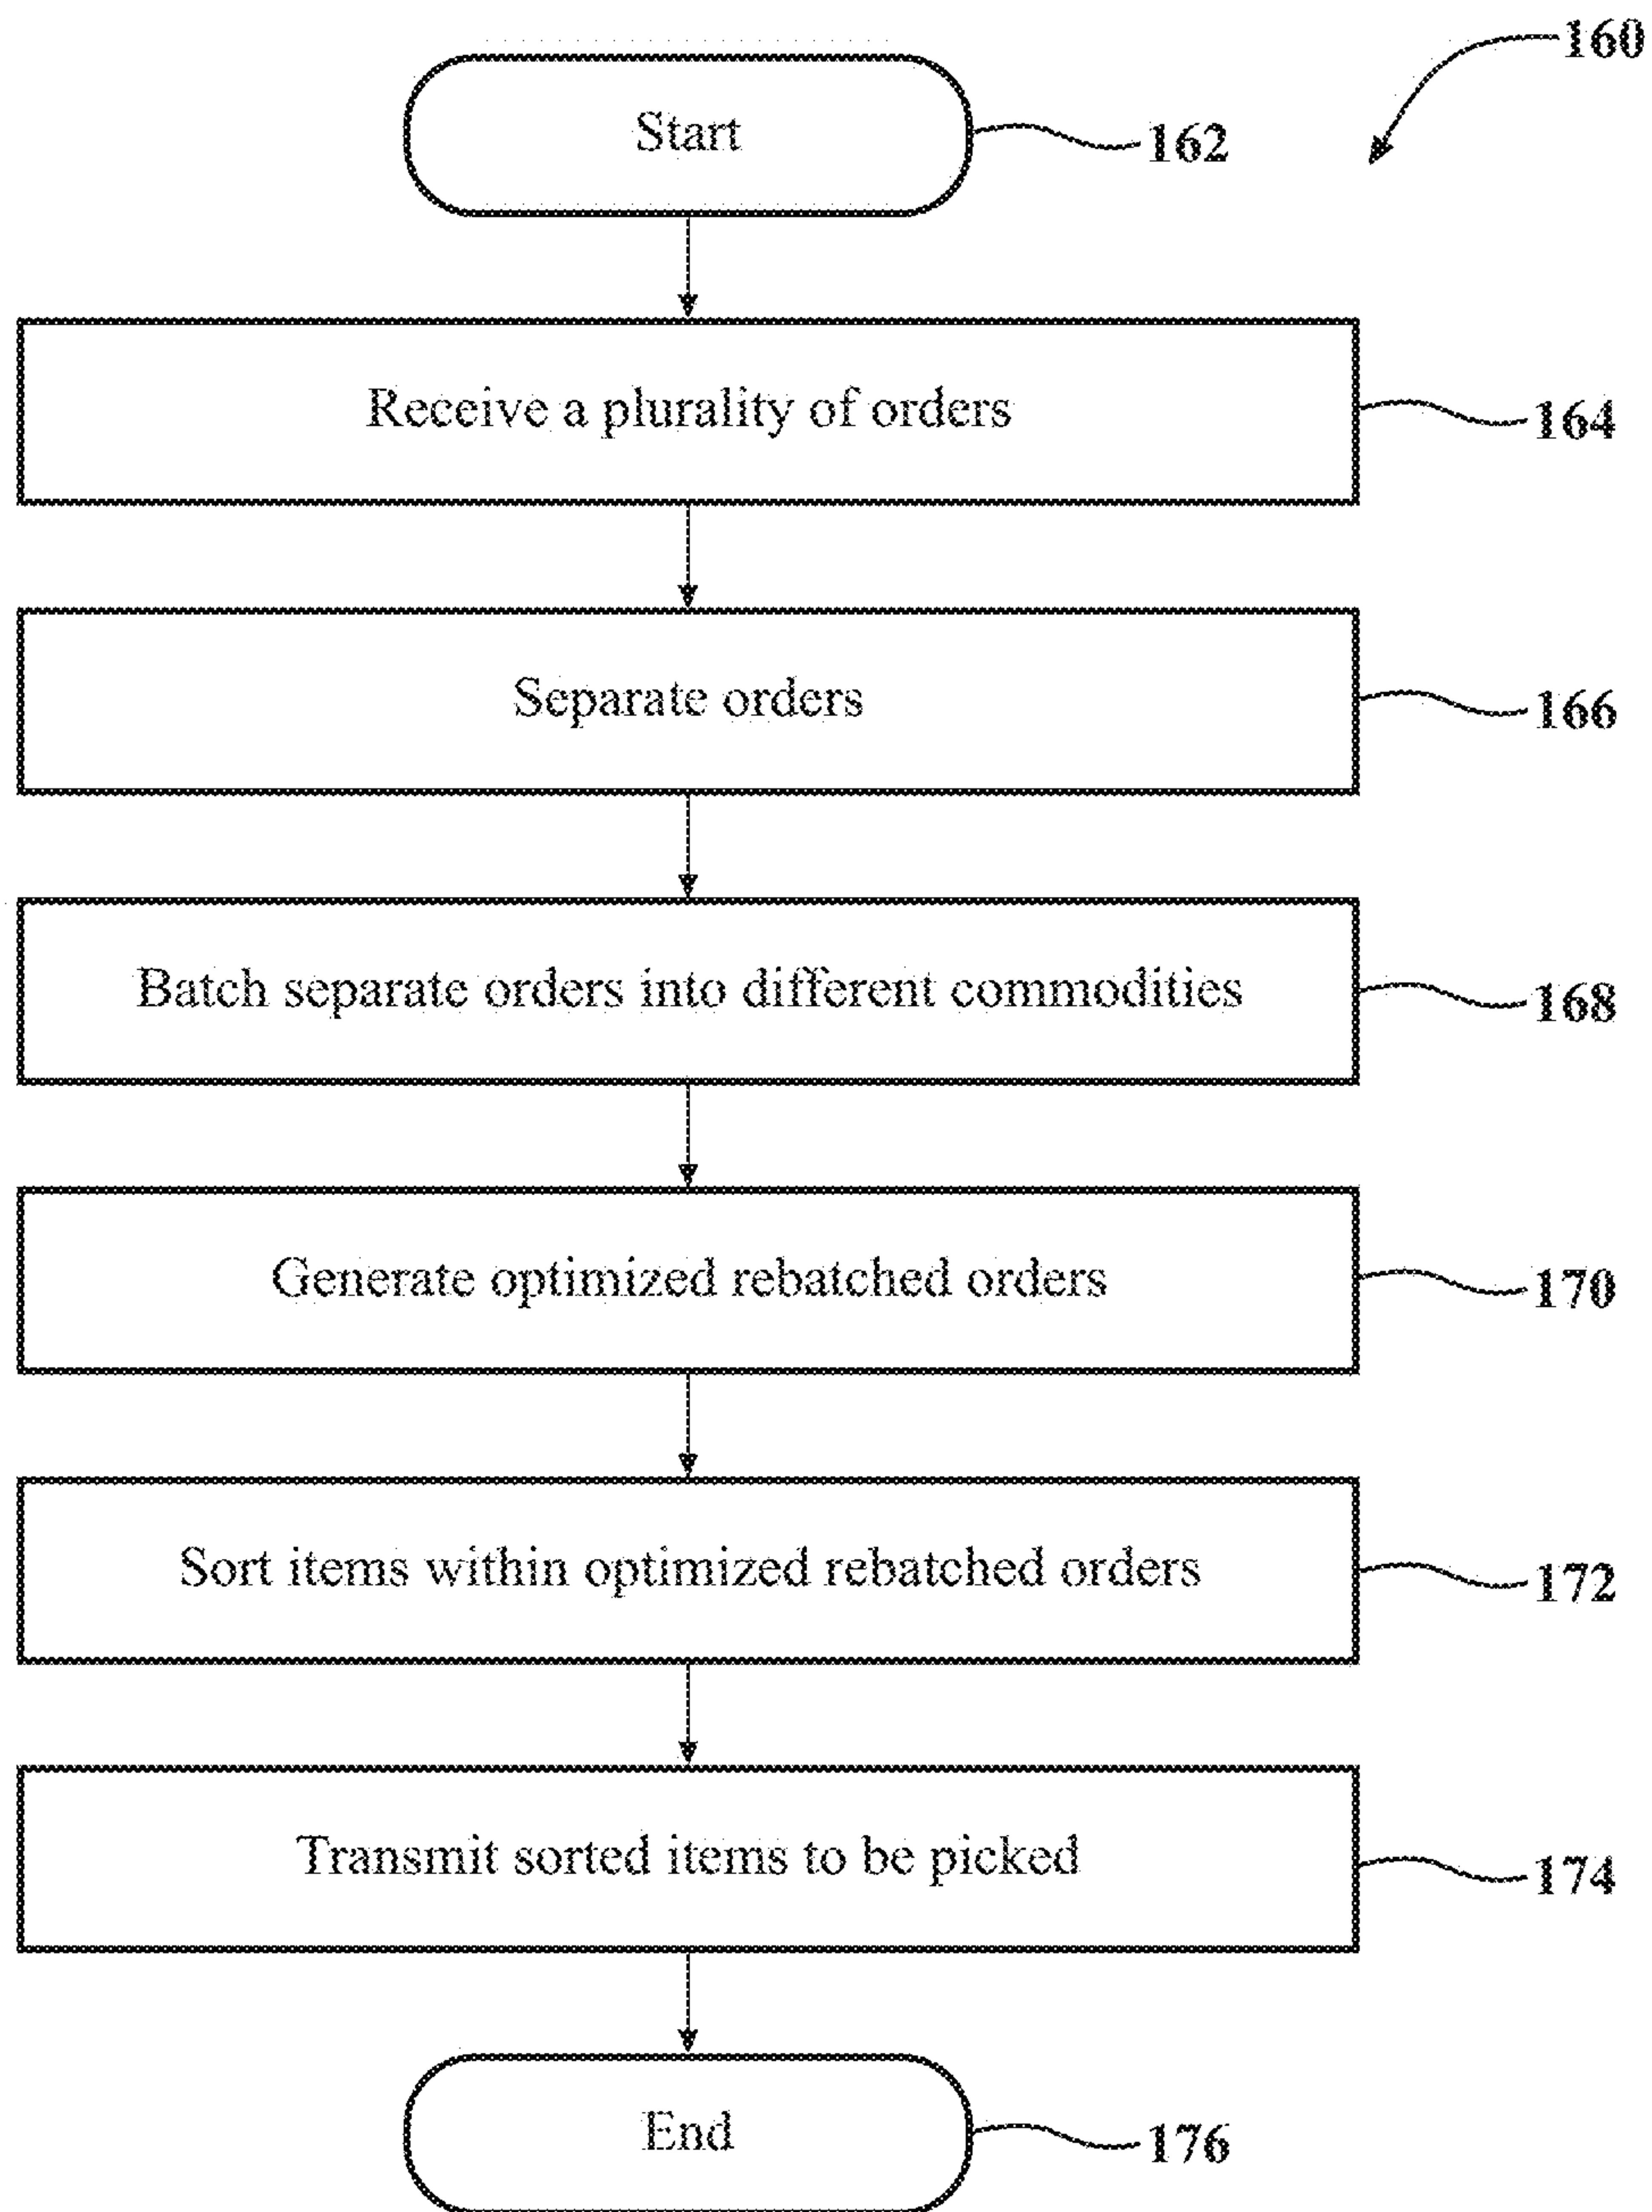 160
Start
162
Receive a plurality of orders
164
Separate orders
166
Batch separate orders into different commodities
168
Generate optimized rebatched orders
170
Sort items within optimized rebatched orders
172
Transmit sorted items to be picked
174
End
176